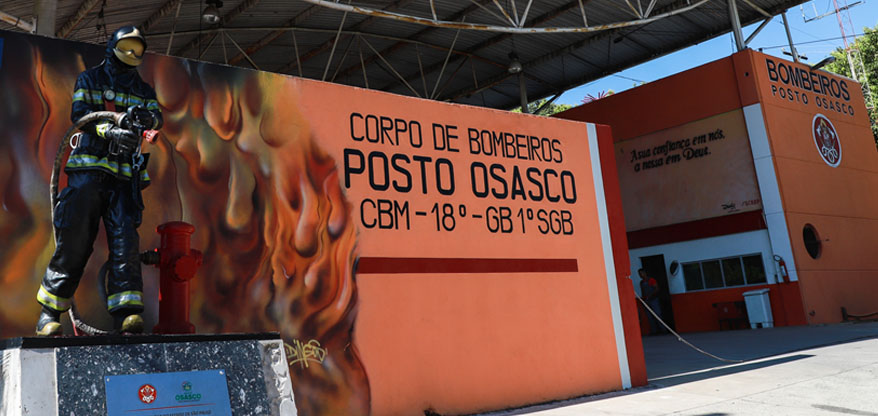 CORPO DE BOMBEIROS
POSTO OSASCO
CBM - 18º - GB 1º SGB
BOMBEIROS
POSTO OSASCO
A sua confiança em nós,
a nossa em Deus.
OSASCO